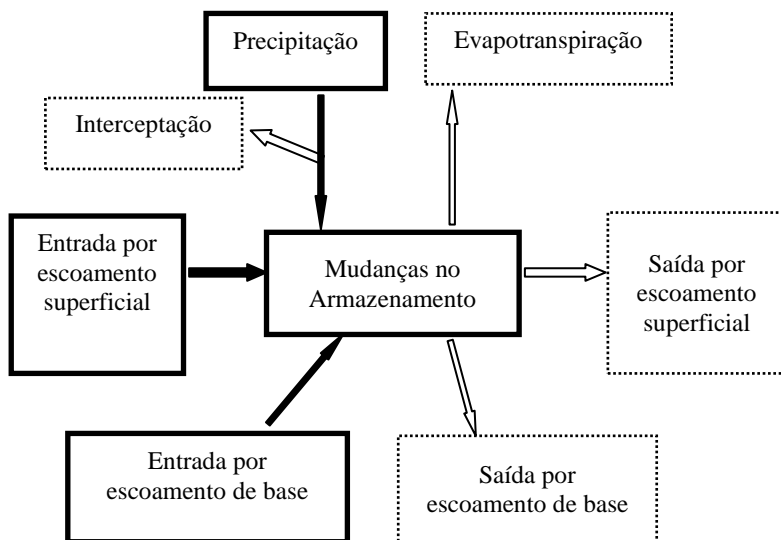 Precipitação
Evapotranspiração
Interceptação
Entrada por
escoamento
superficial
Mudanças no
Armazenamento
Saída por
escoamento
superficial
Entrada por
escoamento de base
Saída por
escoamento de base